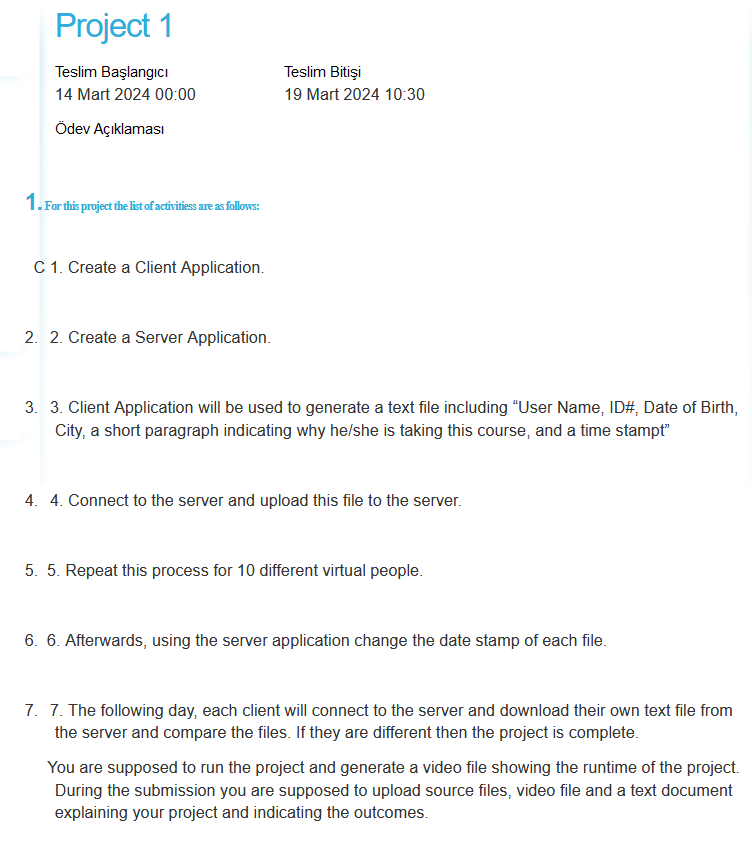 Project 1
Teslim Başlangıcı Teslim Bitişi
14 Mart 2024 00:00 19 Mart 2024 10:30
Ödev Açıklaması
1. For this project the list of activitiess are as follows:
C 1. Create a Client Application.
2. 2. Create a Server Application.
3. 3. Client Application will be used to generate a text file including “User Name, ID#, Date of Birth,
City, a short paragraph indicating why he/she is taking this course, and a time stampt”
4. 4. Connect to the server and upload this file to the server.
5. 5. Repeat this process for 10 different virtual people.
6. 6. Afterwards, using the server application change the date stamp of each file.
7. 7. The following day, each client will connect to the server and download their own text file from
the server and compare the files. If they are different then the project is complete.
You are supposed to run the project and generate a video file showing the runtime of the project.
During the submission you are supposed to upload source files, video file and a text document
explaining your project and indicating the outcomes.